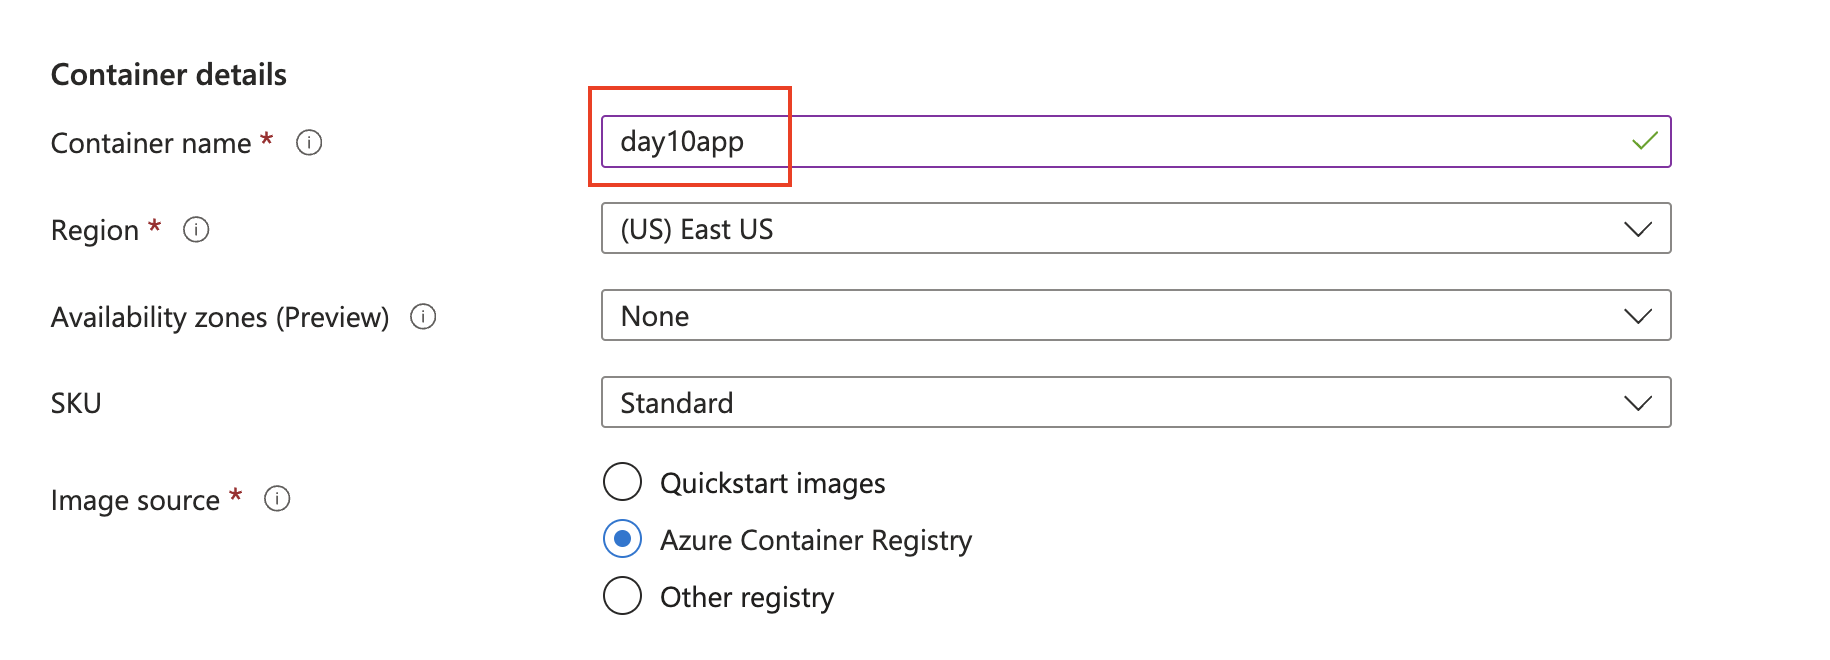 Container details
Container name * day10app
Region * (US) East US
Availability zones (Preview) None
SKU Standard
Image source * Quickstart images
Azure Container Registry
Other registry